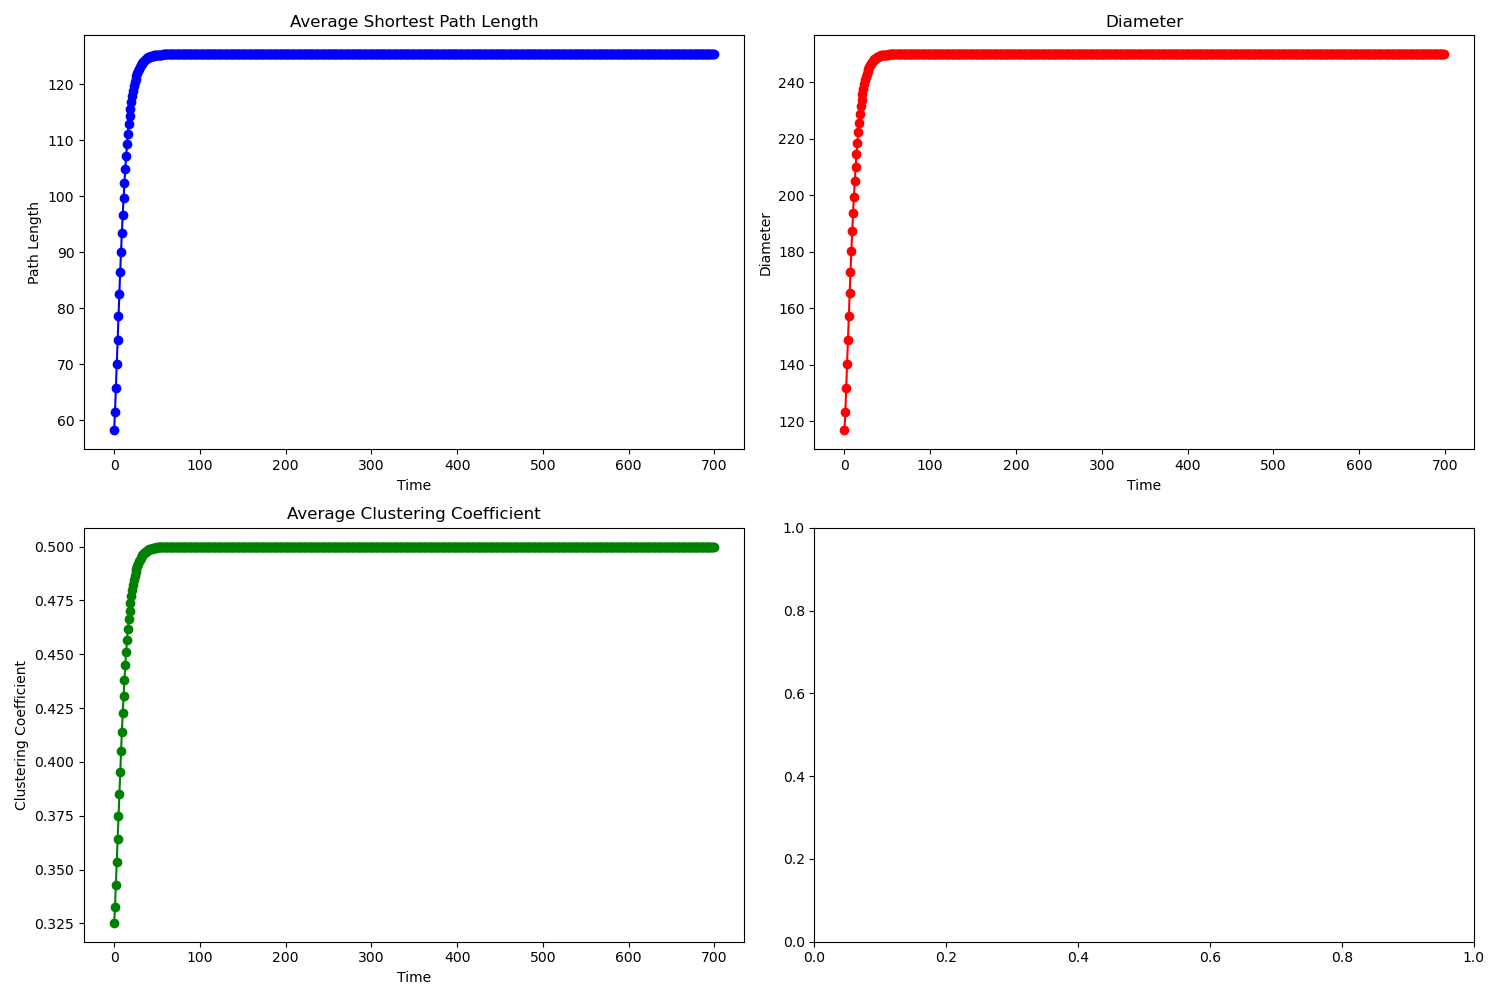 Average Shortest Path Length
Path Length
120
110
100
90
80
70
60
0 100 200 300 400 500 600 700
Time
Diameter
Diameter
240
220
200
180
160
140
120
0 100 200 300 400 500 600 700
Time
Average Clustering Coefficient
Clustering Coefficient
0.500
0.475
0.450
0.425
0.400
0.375
0.350
0.325
0 100 200 300 400 500 600 700
Time
1.0
0.8
0.6
0.4
0.2
0.0
0.0 0.2 0.4 0.6 0.8 1.0